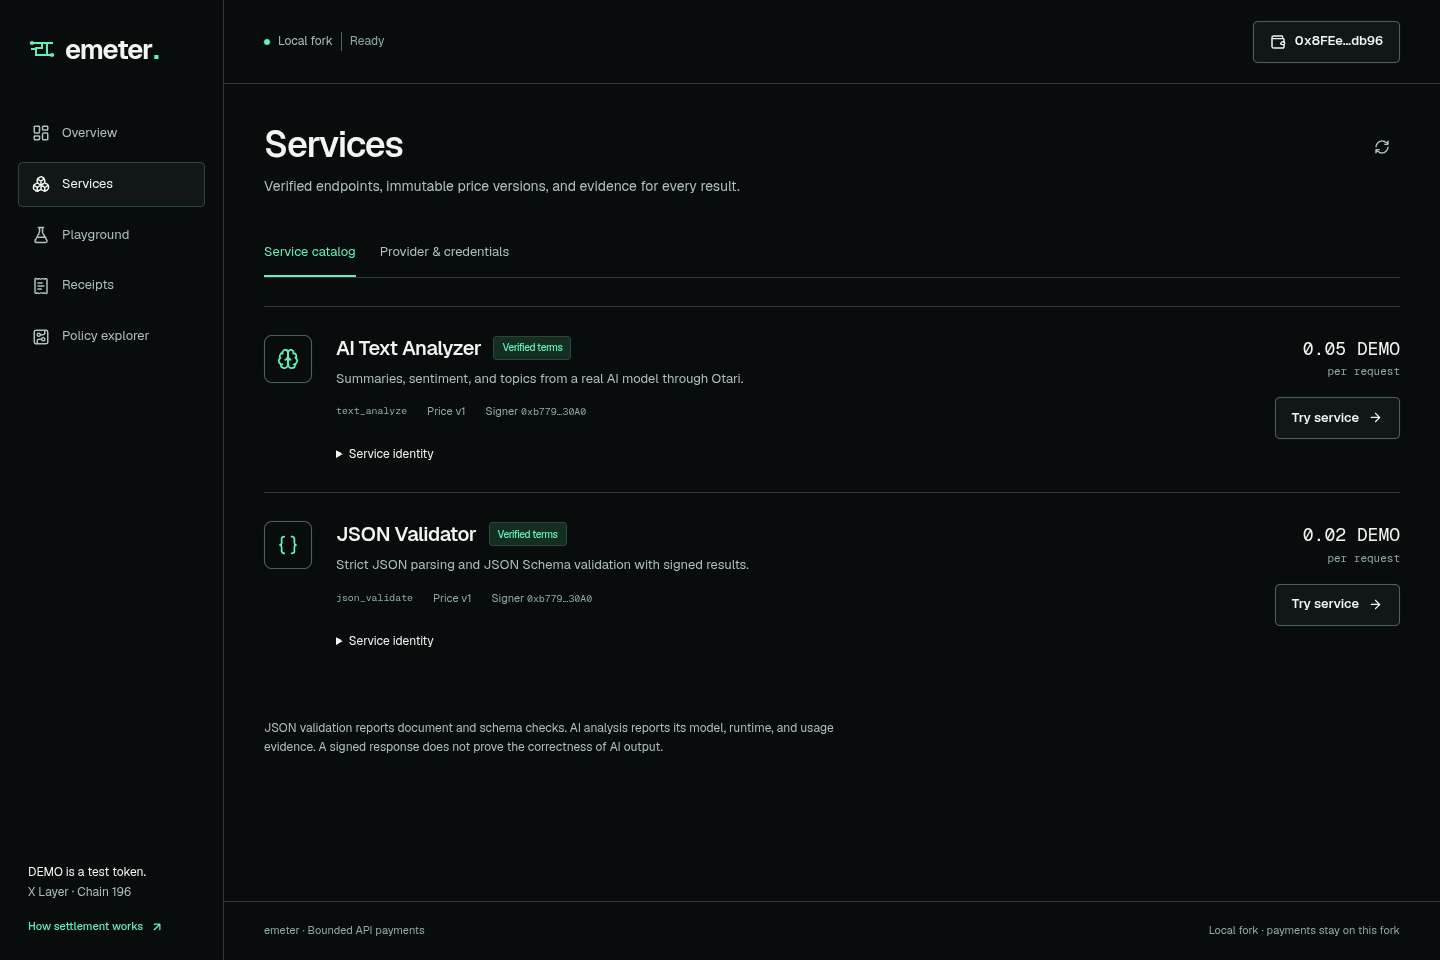 emeter.
Overview
Services
Playground
Receipts
Policy explorer
DEMO is a test token.
X Layer · Chain 196
How settlement works
Local fork
Ready
0x8FEe...db96
Services
Verified endpoints, immutable price versions, and evidence for every result.
Service catalog
Provider & credentials
AI Text Analyzer
Verified terms
Summaries, sentiment, and topics from a real AI model through Otari.
text_analyze Price v1 Signer 0xb779…30A0
Service identity
0.05 DEMO
per request
Try service
JSON Validator
Verified terms
Strict JSON parsing and JSON Schema validation with signed results.
json_validate Price v1 Signer 0xb779…30A0
Service identity
0.02 DEMO
per request
Try service
JSON validation reports document and schema checks. AI analysis reports its model, runtime, and usage
evidence. A signed response does not prove the correctness of AI output.
emeter · Bounded API payments
Local fork · payments stay on this fork